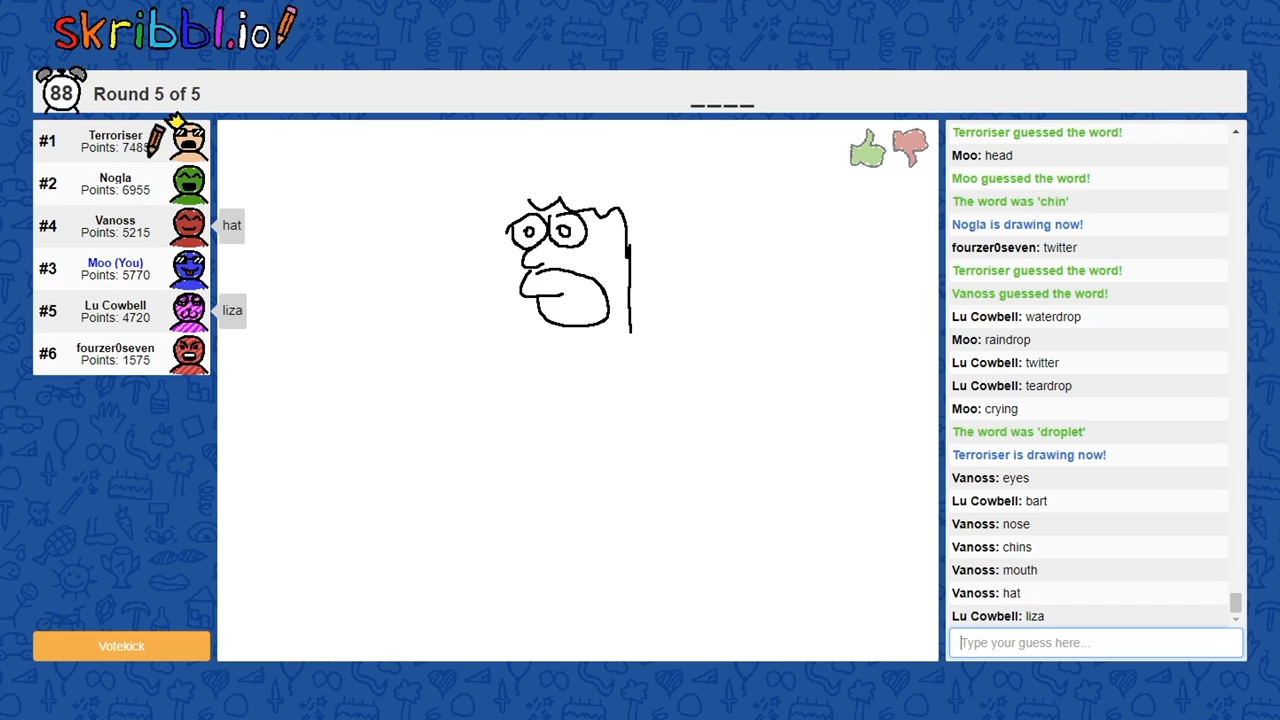 skribbl.io
88
Round 5 of 5
____
#1
Terroriser
Points: 7485
#2
Nogla
Points: 6955
#4
Vanoss
Points: 5215
hat
#3
Moo (You)
Points: 5770
#5
Lu Cowbell
Points: 4720
liza
#6
fourzer0seven
Points: 1575
Votekick
Terroriser guessed the word!
Moo: head
Moo guessed the word!
The word was 'chin'
Nogla is drawing now!
fourzer0seven: twitter
Terroriser guessed the word!
Vanoss guessed the word!
Lu Cowbell: waterdrop
Moo: raindrop
Lu Cowbell: twitter
Lu Cowbell: teardrop
Moo: crying
The word was 'droplet'
Terroriser is drawing now!
Vanoss: eyes
Lu Cowbell: bart
Vanoss: nose
Vanoss: chins
Vanoss: mouth
Vanoss: hat
Lu Cowbell: liza
Type your guess here...